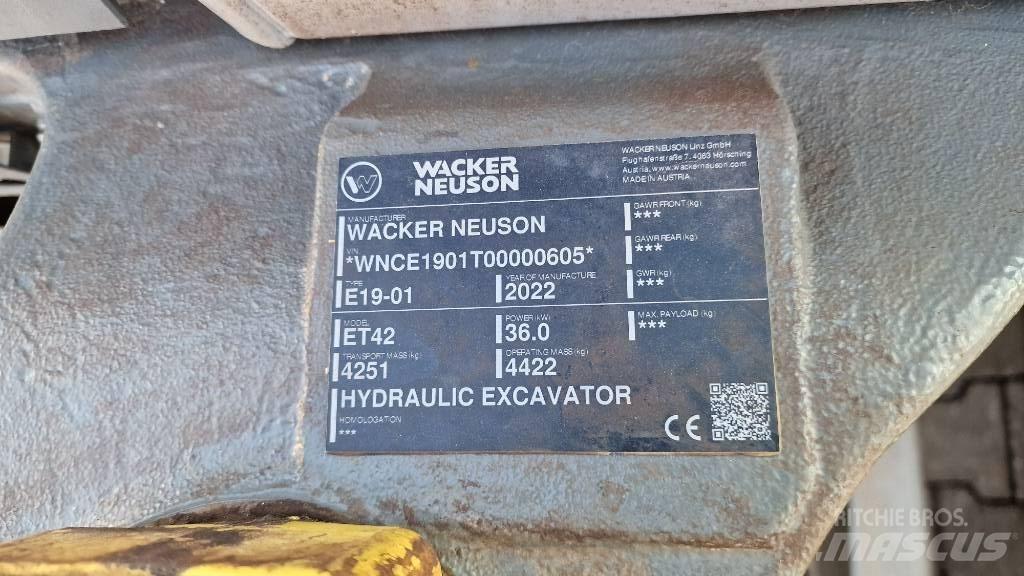 WACKER
NEUSON
WACKER NEUSON Linz GmbH
Flughafenstraße 7, 4063 Hörsching
Austria, www.wackerneuson.com
MADE IN AUSTRIA
MANUFACTURER
WACKER NEUSON
VIN
*WNCE1901T00000605*
TYPE
E19-01
YEAR OF MANUFACTURE
2022
GAWR FRONT (kg)
***
GAWR REAR (kg)
***
GWR (kg)
***
MODEL
ET42
POWER (kW)
36.0
MAX. PAYLOAD (kg)
***
TRANSPORT MASS (kg)
4251
OPERATING MASS (kg)
4422
HYDRAULIC EXCAVATOR
HOMOLOGATION
***
CE
RITCHIE BROS.
MASCUS